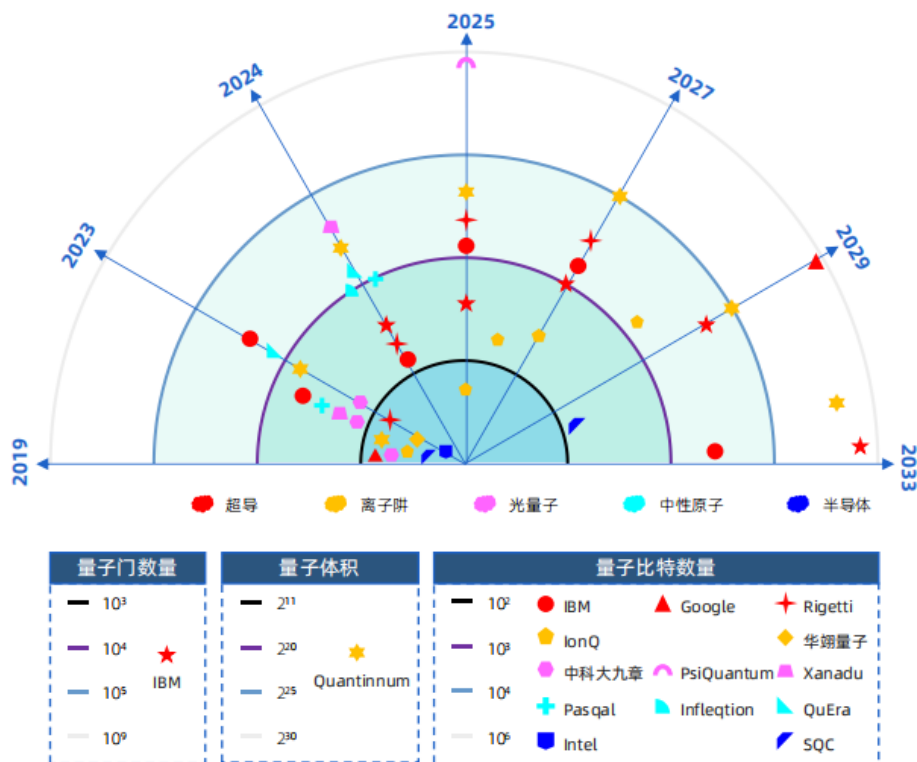 2025
2024
2027
2023
2029
2019
2033
超导
离子阱
光量子
中性原子
半导体
量子门数量
10³
10⁴
IBM
10⁵
10⁹
量子体积
2¹¹
2²⁰
Quantinnum
2²⁵
2³⁰
量子比特数量
10² IBM Google Rigetti
IonQ 华翊量子
10³ 中科大九章 PsiQuantum Xanadu
10⁴ Pasqal Infleqtion QuEra
10⁶ Intel SQC